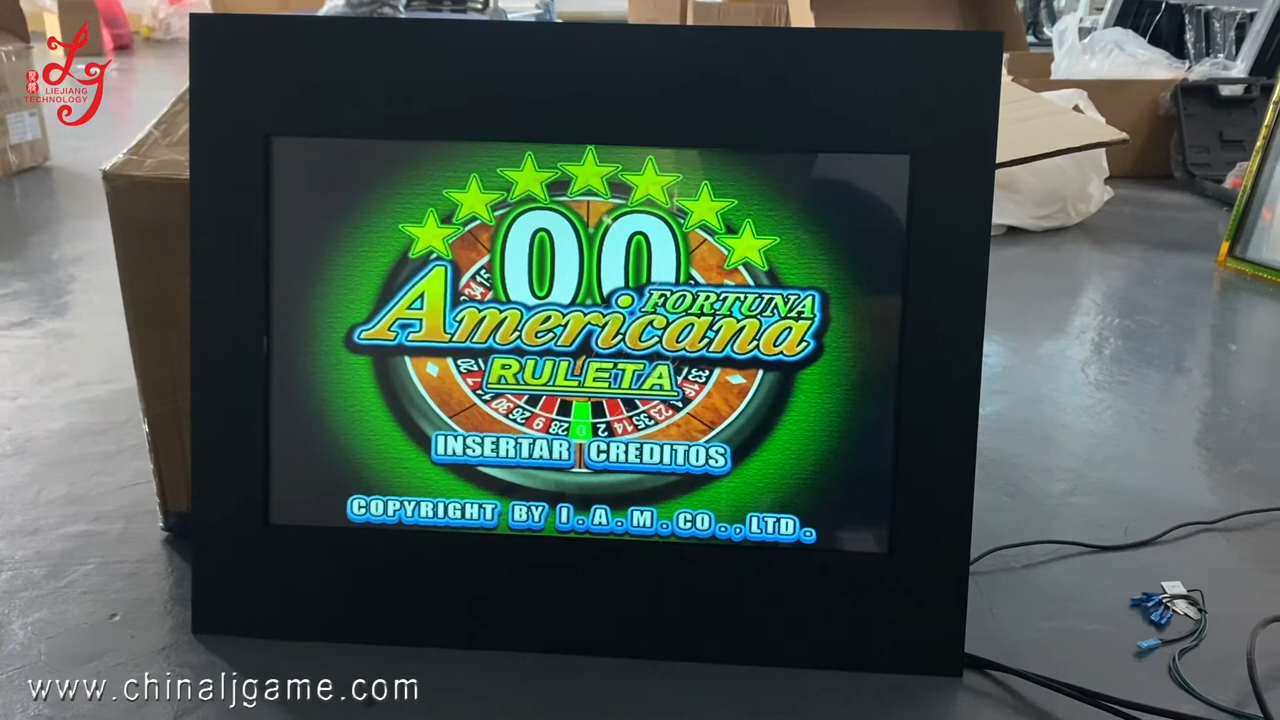 LIEJIANG
TECHNOLOGY
00
FORTUNA
Americana
RULETA
INSERTAR CREDITOS
COPYRIGHT BY I.A.M.CO.,LTD.
www.chinaljgame.com